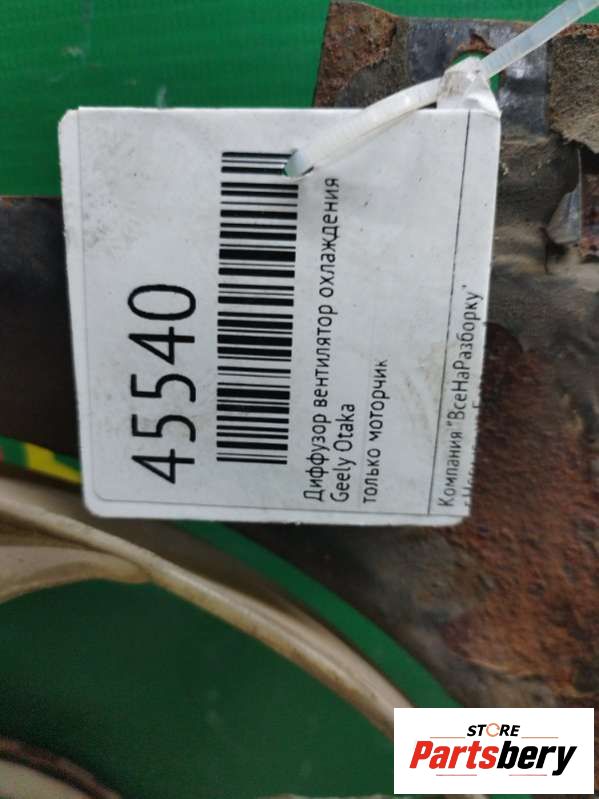 45540
Диффузор вентилятор охлаждения
Geely Otaka
только моторчик
Компания "ВсеНаРазборку"
STORE
Partsbery